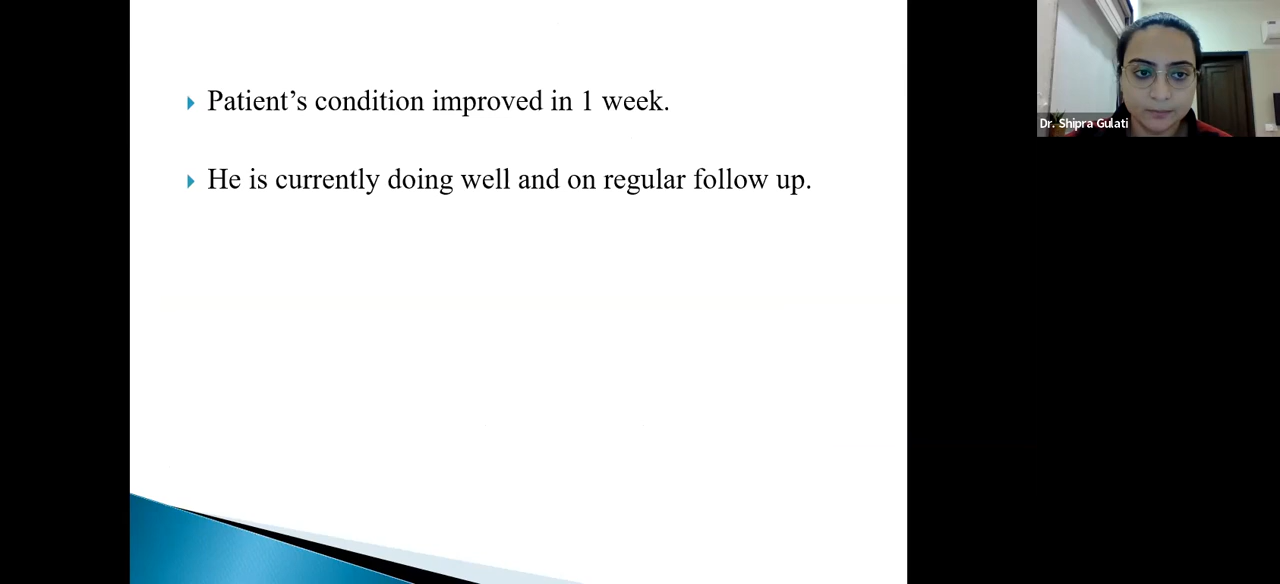 Patient’s condition improved in 1 week.
He is currently doing well and on regular follow up.
Dr. Shipra Gulati